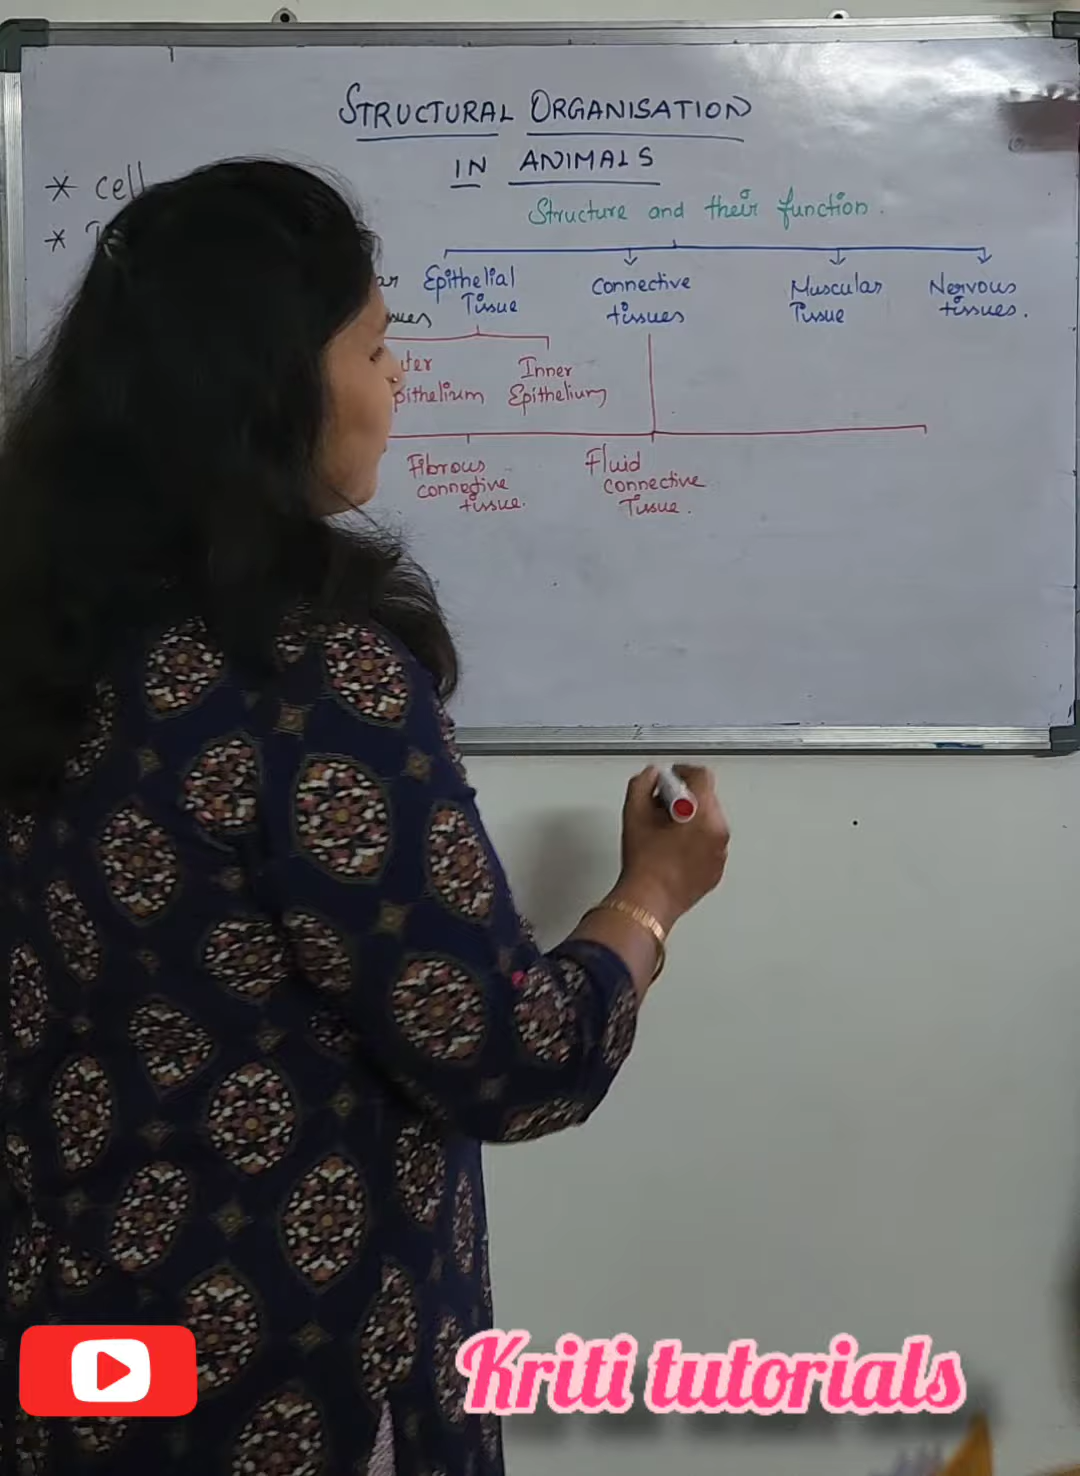 STRUCTURAL ORGANISATION
IN ANIMALS
* cell
*
Structure and their function.
Epithelial
Tissue
Connective
tissues
Muscular
Tissue
Nervous
tissues.
Inner
Epithelium
Fibrous
connective
tissue.
Fluid
connective
Tissue.
Kriti tutorials